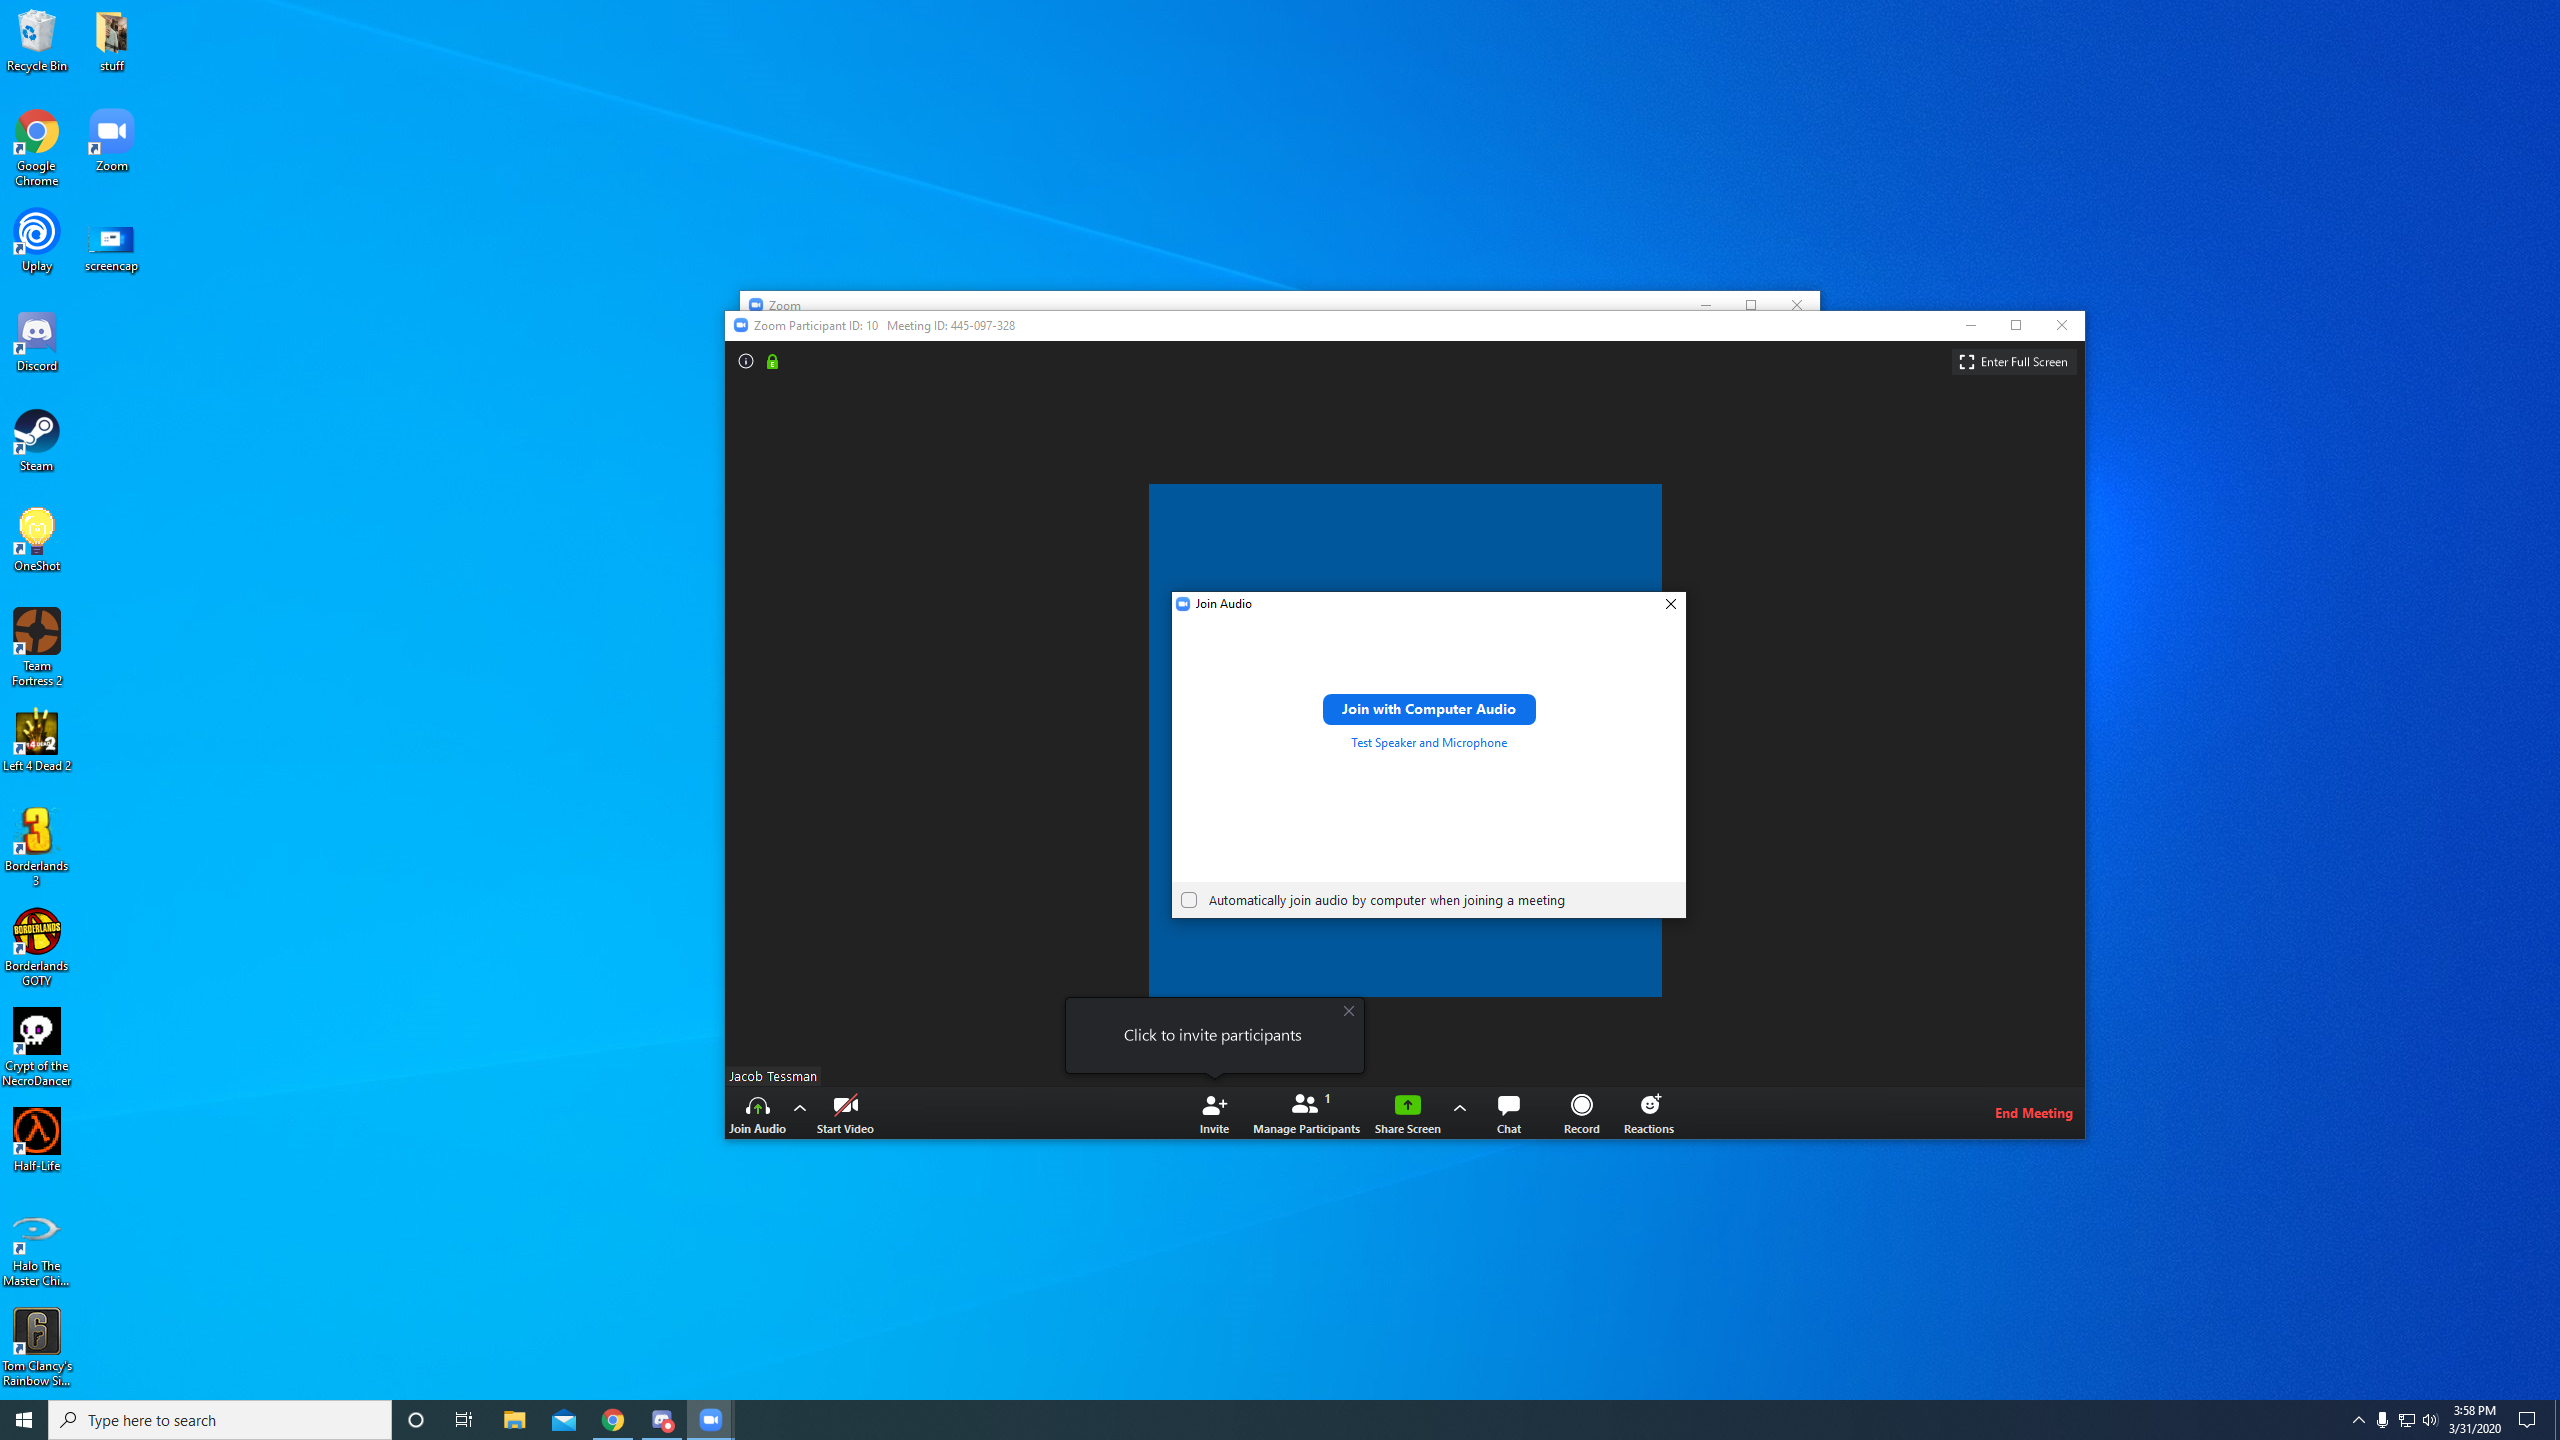 Recycle Bin
stuff
Google
Chrome
Zoom
Uplay
screencap
Discord
Steam
OneShot
Team
Fortress 2
Left 4 Dead 2
Borderlands
3
Borderlands
GOTY
Crypt of the
NecroDancer
Half-Life
Halo The
Master Chi...
Tom Clancy's
Rainbow Si...
Zoom
Zoom Participant ID: 10 Meeting ID: 445-097-328
Enter Full Screen
Join Audio
Join with Computer Audio
Test Speaker and Microphone
Automatically join audio by computer when joining a meeting
Click to invite participants
Jacob Tessman
Join Audio
Start Video
Invite
1
Manage Participants
Share Screen
Chat
Record
Reactions
End Meeting
Type here to search
3:58 PM
3/31/2020